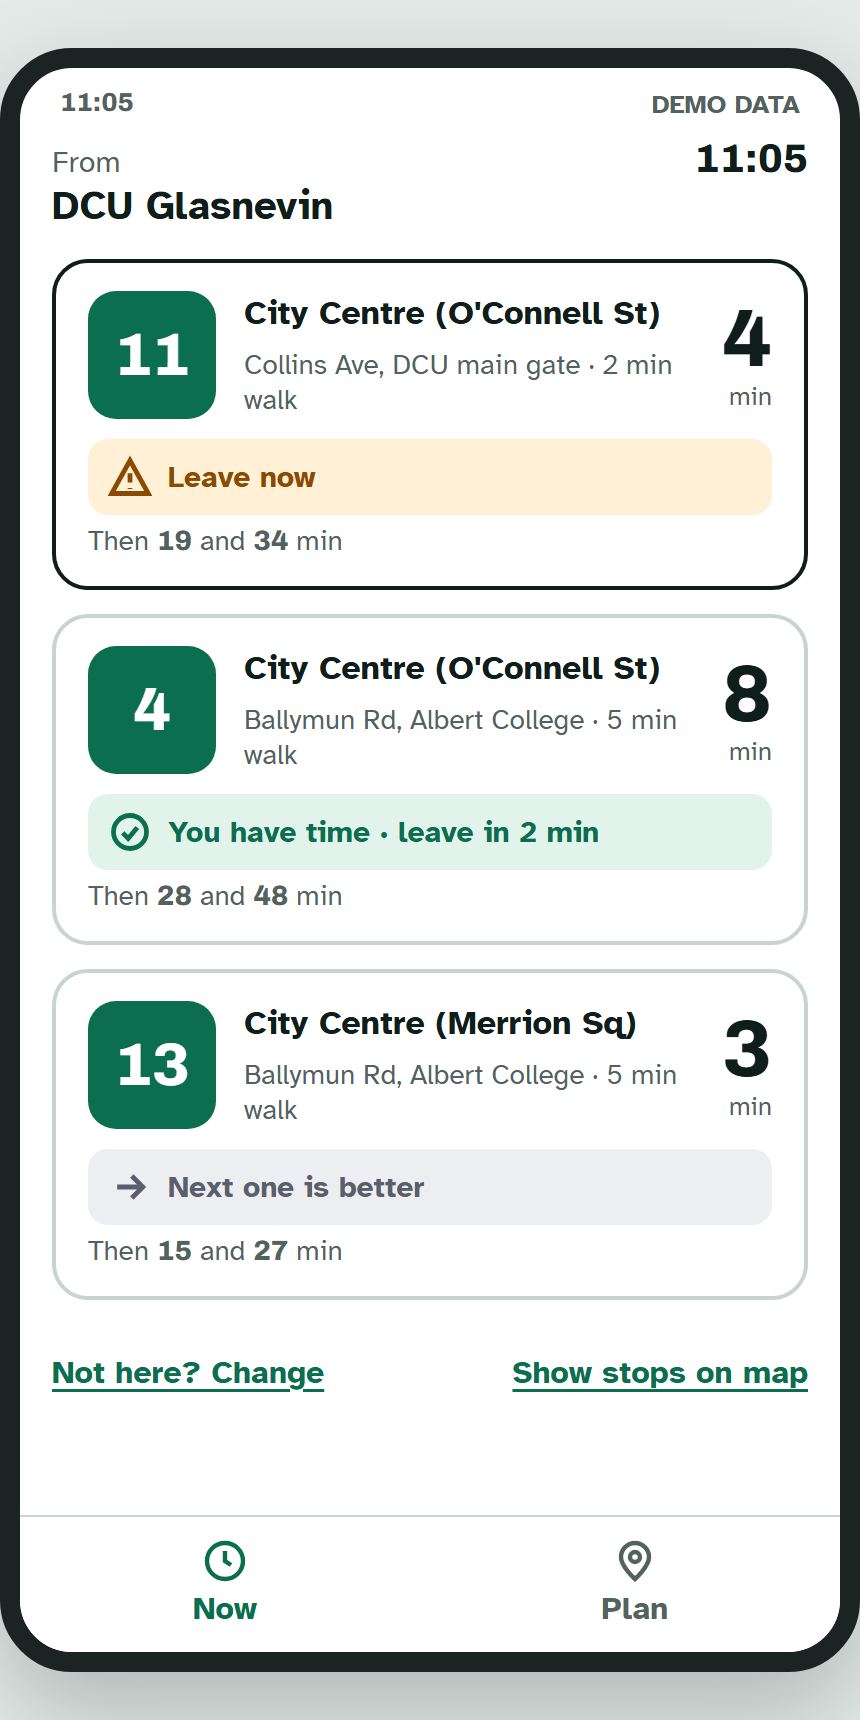 11:05
DEMO DATA
From
11:05
DCU Glasnevin
11
City Centre (O'Connell St)
Collins Ave, DCU main gate · 2 min
walk
4
min
Leave now
Then 19 and 34 min
4
City Centre (O'Connell St)
Ballymun Rd, Albert College · 5 min
walk
8
min
You have time · leave in 2 min
Then 28 and 48 min
13
City Centre (Merrion Sq)
Ballymun Rd, Albert College · 5 min
walk
3
min
Next one is better
Then 15 and 27 min
Not here? Change
Show stops on map
Now
Plan